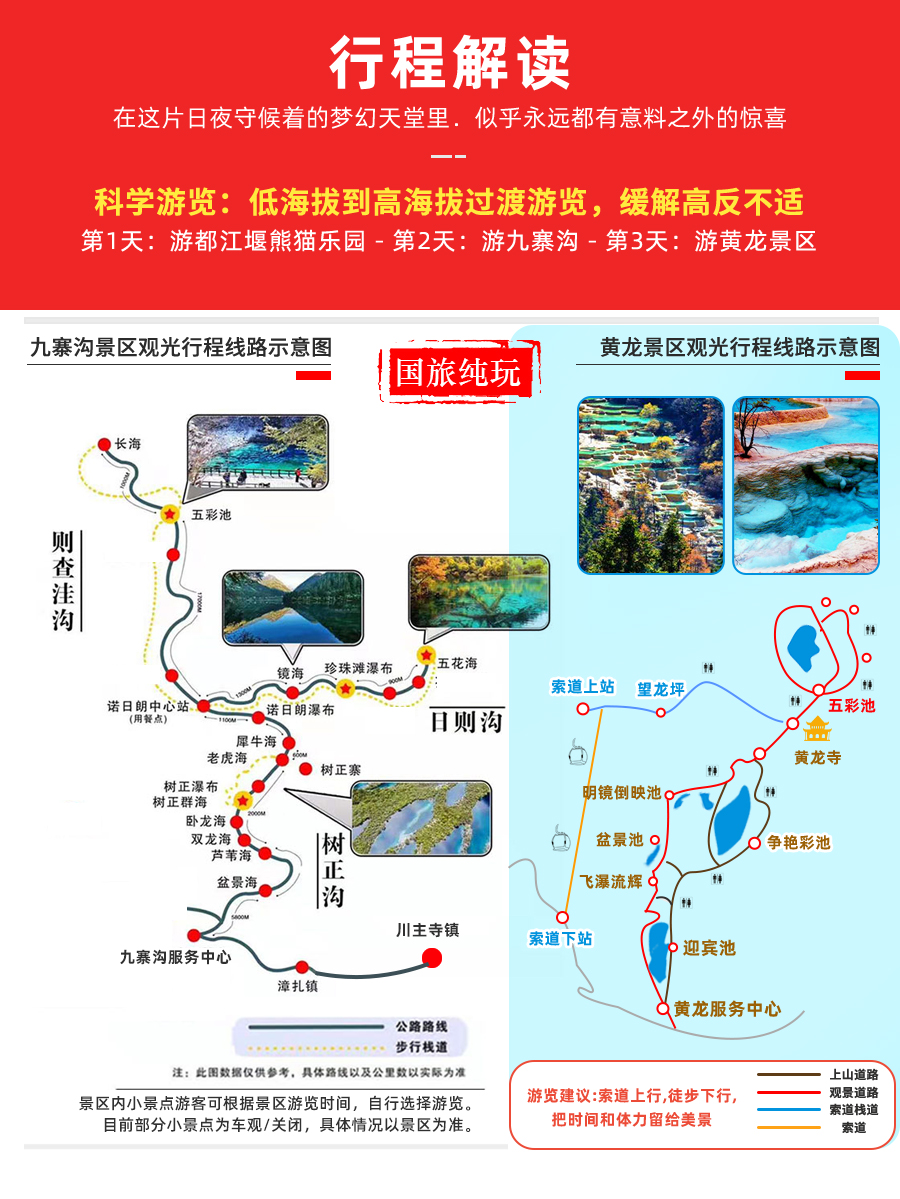 行程解读
在这片日夜守候着的梦幻天堂里．似乎永远都有意料之外的惊喜
科学游览：低海拔到高海拔过渡游览，缓解高反不适
第1天：游都江堰熊猫乐园 - 第2天：游九寨沟 - 第3天：游黄龙景区
九寨沟景区观光行程线路示意图
国旅纯玩
黄龙景区观光行程线路示意图
长海
五彩池
则查洼沟
17000M
镜海
珍珠滩瀑布
五花海
1300M
900M
诺日朗中心站
(用餐点)
1100M
诺日朗瀑布
日则沟
犀牛海
老虎海
600M
树正寨
树正瀑布
树正群海
2000M
卧龙海
双龙海
芦苇海
树正沟
盆景海
5800M
九寨沟服务中心
川主寺镇
漳扎镇
公路路线
步行栈道
注：此图数据仅供参考，具体路线以及公里数以实际为准
景区内小景点游客可根据景区游览时间，自行选择游览。
目前部分小景点为车观/关闭，具体情况以景区为准。
索道上站
望龙坪
五彩池
黄龙寺
明镜倒映池
盆景池
争艳彩池
飞瀑流辉
索道下站
迎宾池
黄龙服务中心
游览建议:索道上行,徒步下行,
把时间和体力留给美景
上山道路
观景道路
索道栈道
索道